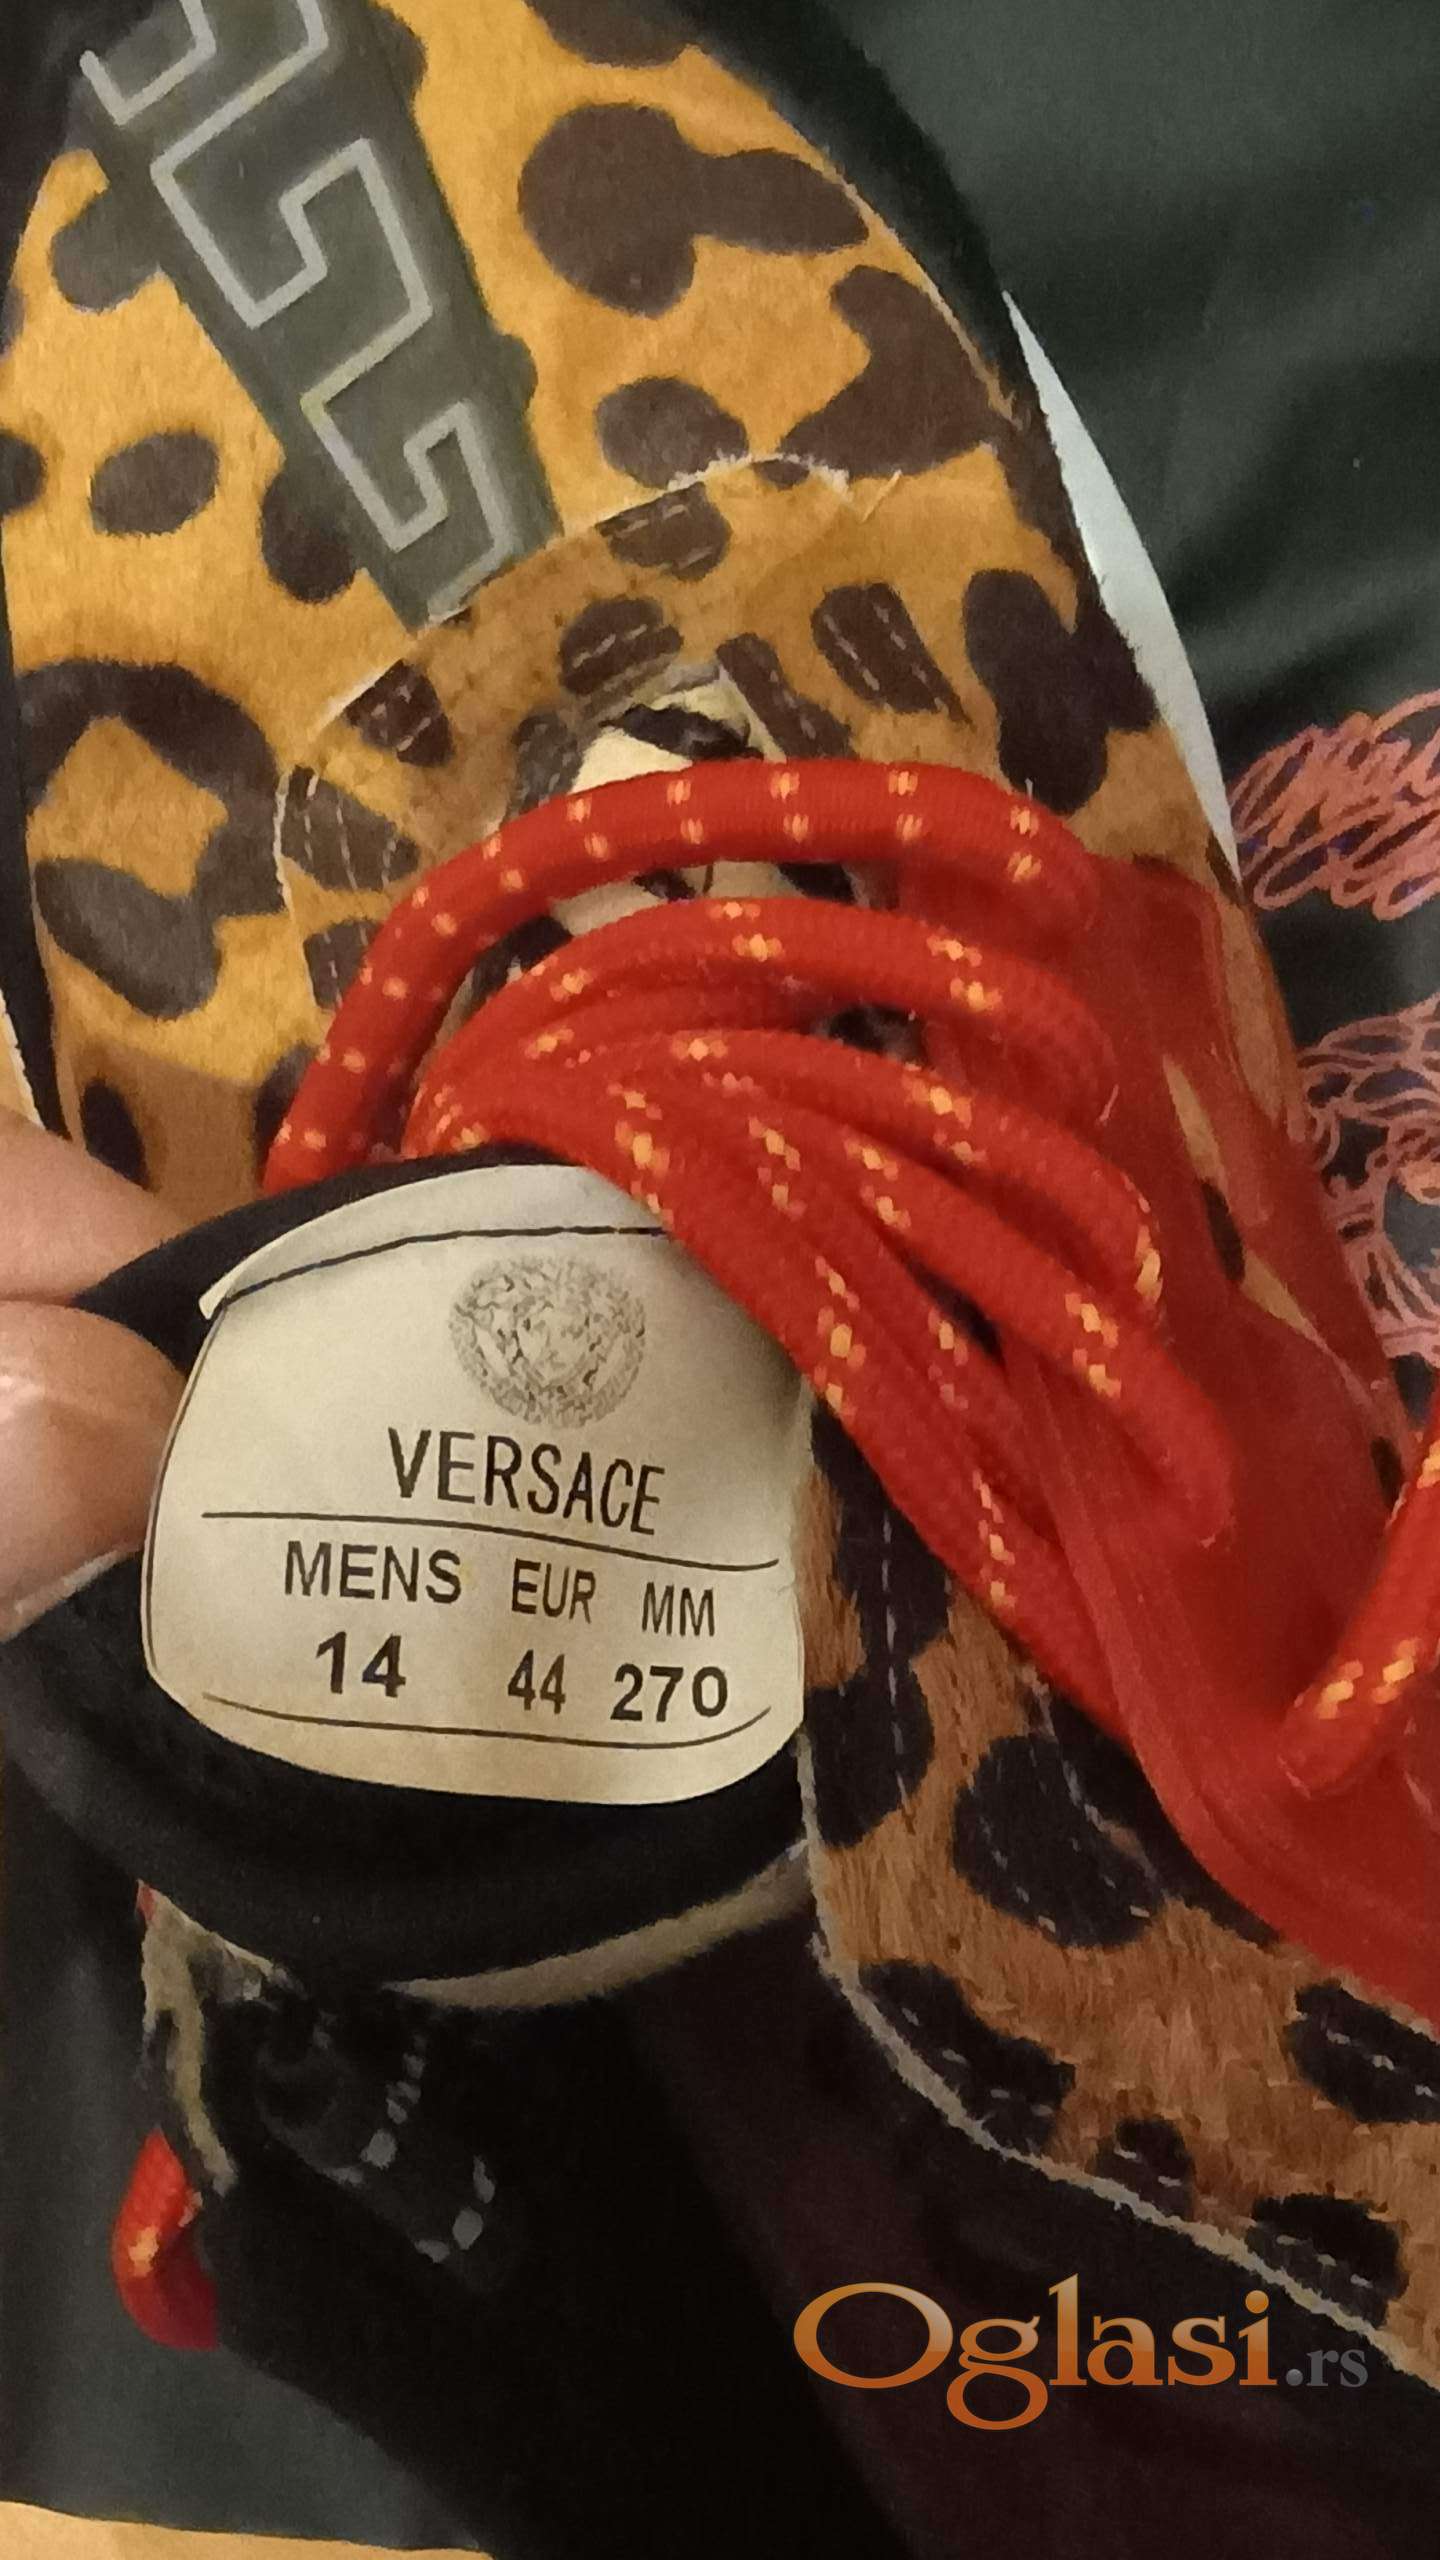 VERSACE
MENS EUR MM
14 44 270
Oglasi.rs